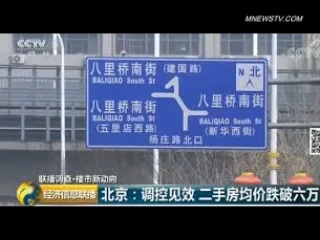 MNEWSTV.COM
CCTV
八里桥南街
BALIQIAO South St
(建国路)
N 北
八里桥南街
BALIQIAO South St
(五里店西路)
八里桥南街
BALIQIAO South St
(新华西街)
杨庄路北口
联播调查·楼市新动向
经济信息联播
北京：调控见效 二手房均价跌破六万